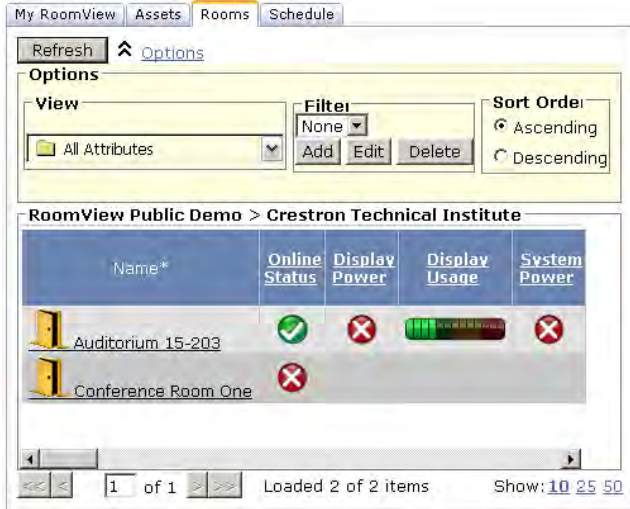 My RoomView Assets Rooms Schedule
Refresh Options
Options
View Filter Sort Order
None Ascending
All Attributes Add Edit Delete Descending
RoomView Public Demo > Crestron Technical Institute
Name* Online Status Display Power Display Usage System Power
Auditorium 15-203
Conference Room One
<< < 1 of 1 > >> Loaded 2 of 2 items Show: 10 25 50